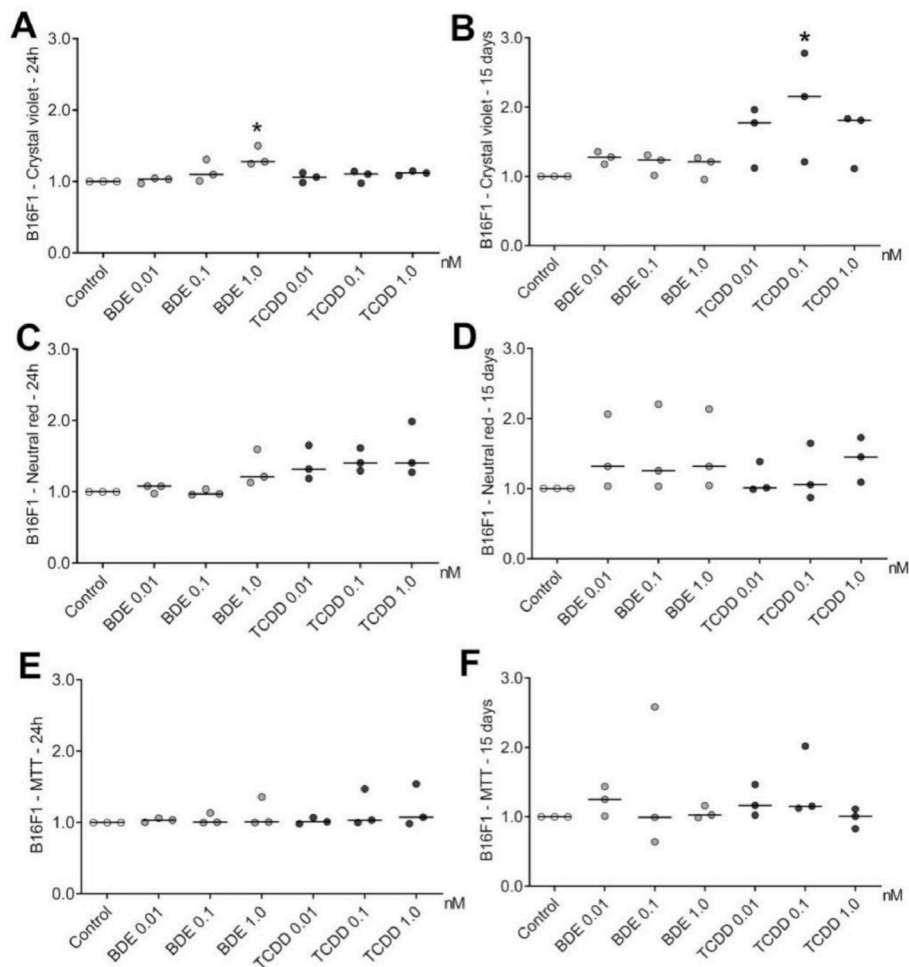 A
B16F1 - Crystal violet - 24h
3.0
2.0
1.0
0.0
*
Control
BDE 0.01
BDE 0.1
BDE 1.0
TCDD 0.01
TCDD 0.1
TCDD 1.0
nM
B
B16F1 - Crystal violet - 15 days
3.0
2.0
1.0
0.0
*
Control
BDE 0.01
BDE 0.1
BDE 1.0
TCDD 0.01
TCDD 0.1
TCDD 1.0
nM
C
B16F1 - Neutral red - 24h
3.0
2.0
1.0
0.0
Control
BDE 0.01
BDE 0.1
BDE 1.0
TCDD 0.01
TCDD 0.1
TCDD 1.0
nM
D
B16F1 - Neutral red - 15 days
3.0
2.0
1.0
0.0
Control
BDE 0.01
BDE 0.1
BDE 1.0
TCDD 0.01
TCDD 0.1
TCDD 1.0
nM
E
B16F1 - MTT - 24h
3.0
2.0
1.0
0.0
Control
BDE 0.01
BDE 0.1
BDE 1.0
TCDD 0.01
TCDD 0.1
TCDD 1.0
nM
F
B16F1 - MTT - 15 days
3.0
2.0
1.0
0.0
Control
BDE 0.01
BDE 0.1
BDE 1.0
TCDD 0.01
TCDD 0.1
TCDD 1.0
nM